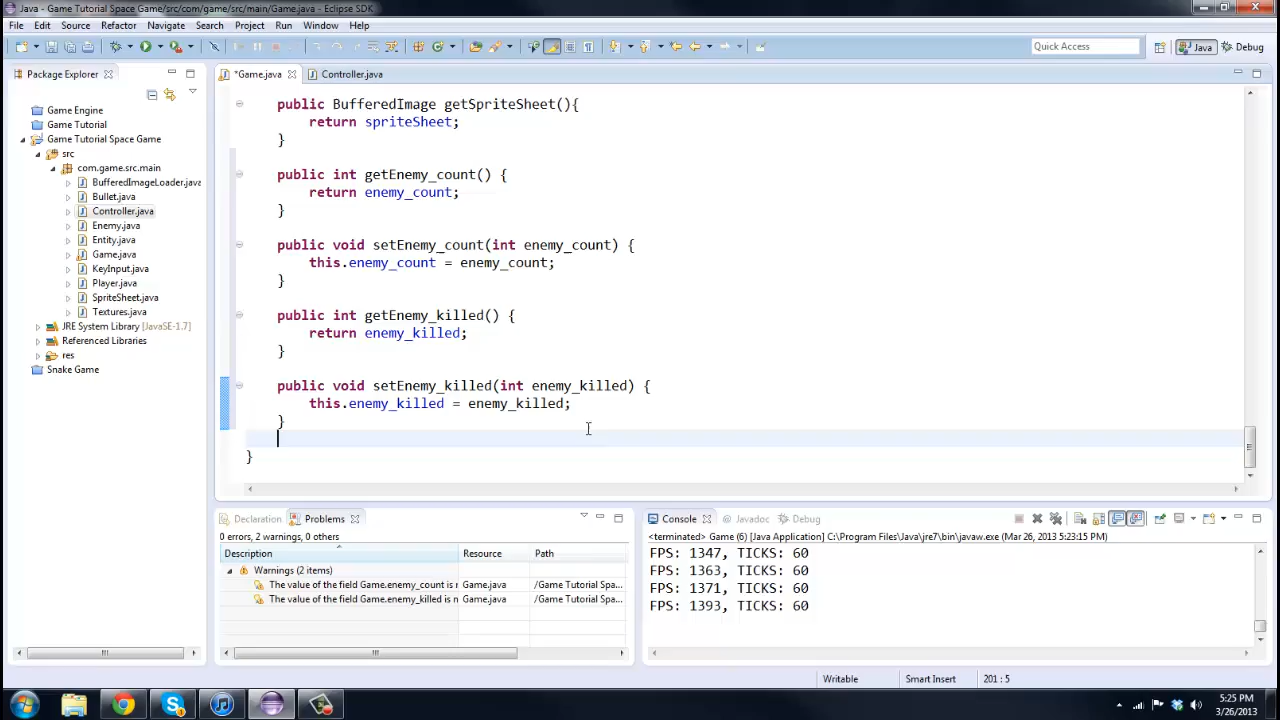 Java - Game Tutorial Space Game/src/com/game/src/main/Game.java - Eclipse SDK
File Edit Source Refactor Navigate Search Project Run Window Help
Quick Access Java Debug
Package Explorer
Game Engine
Game Tutorial
Game Tutorial Space Game
src
com.game.src.main
BufferedImageLoader.java
Bullet.java
Controller.java
Enemy.java
Entity.java
Game.java
KeyInput.java
Player.java
SpriteSheet.java
Textures.java
JRE System Library [JavaSE-1.7]
Referenced Libraries
res
Snake Game
*Game.java Controller.java
public BufferedImage getSpriteSheet(){
return spriteSheet;
}
public int getEnemy_count() {
return enemy_count;
}
public void setEnemy_count(int enemy_count) {
this.enemy_count = enemy_count;
}
public int getEnemy_killed() {
return enemy_killed;
}
public void setEnemy_killed(int enemy_killed) {
this.enemy_killed = enemy_killed;
}
}
Declaration Problems
0 errors, 2 warnings, 0 others
Description Resource Path
Warnings (2 items)
The value of the field Game.enemy_count is r Game.java /Game Tutorial Spa...
The value of the field Game.enemy_killed is n Game.java /Game Tutorial Spa...
Console Javadoc Debug
<terminated> Game (6) [Java Application] C:\Program Files\Java\jre7\bin\javaw.exe (Mar 26, 2013 5:23:15 PM)
FPS: 1347, TICKS: 60
FPS: 1363, TICKS: 60
FPS: 1371, TICKS: 60
FPS: 1393, TICKS: 60
Writable Smart Insert 201 : 5
5:25 PM
3/26/2013